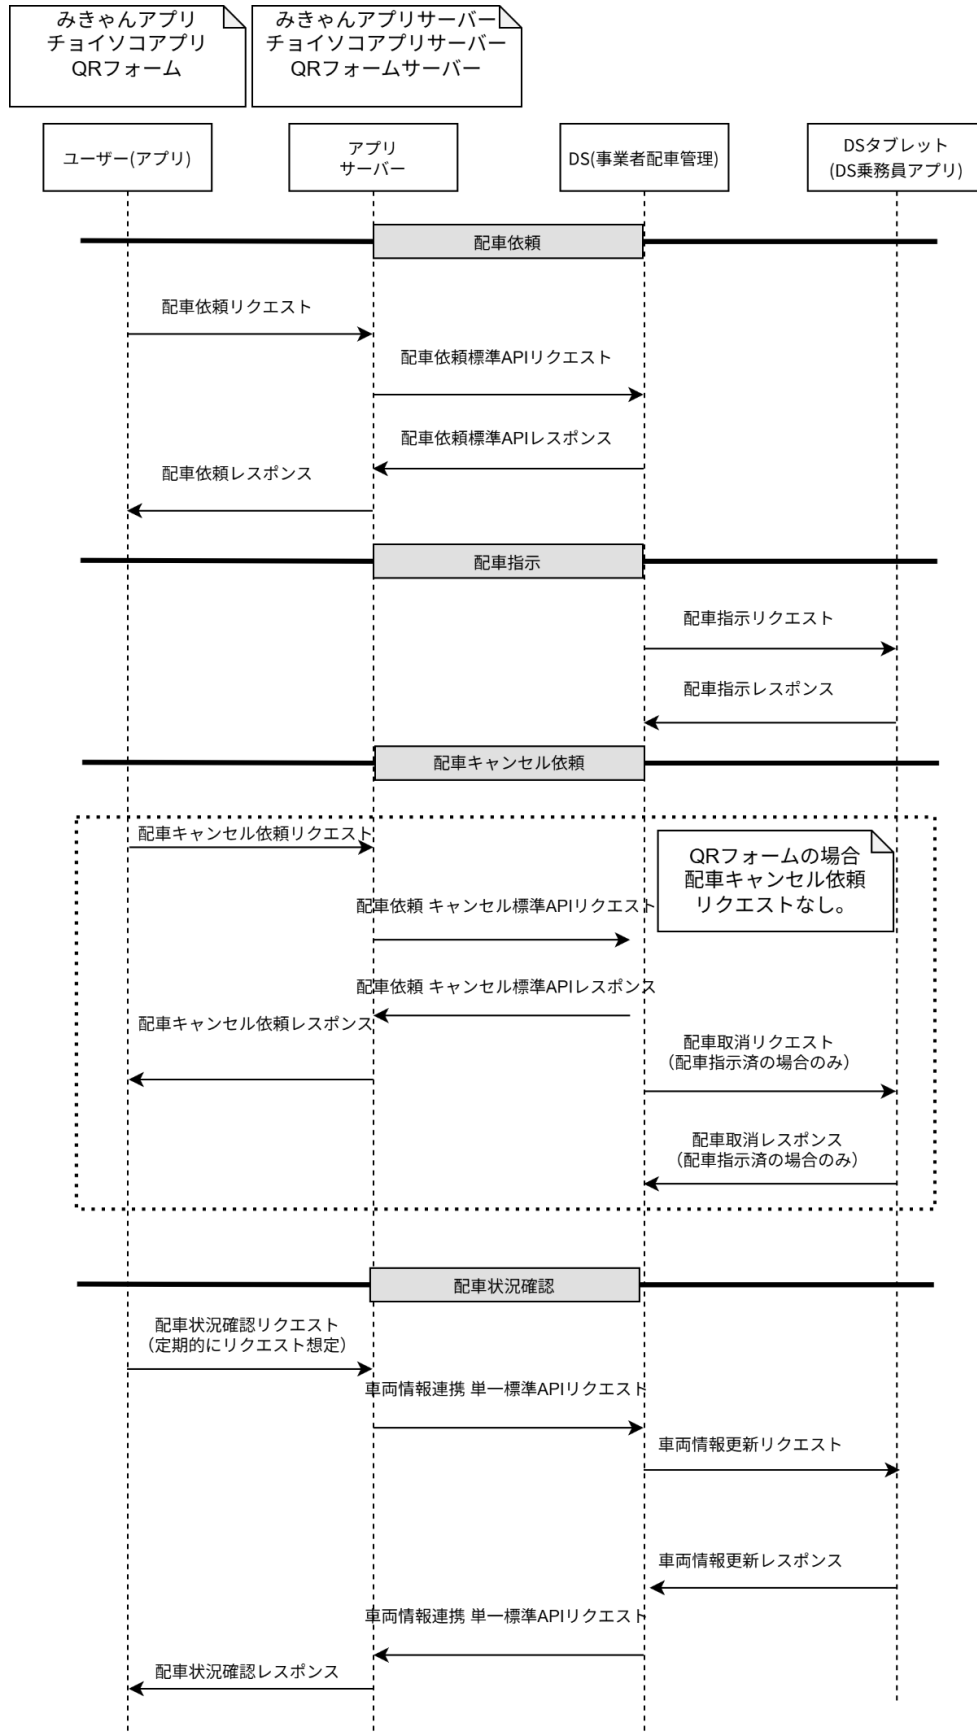 みきゃんアプリ
チョイソコアプリ
QRフォーム
みきゃんアプリサーバー
チョイソコアプリサーバー
QRフォームサーバー
ユーザー(アプリ)
アプリ
サーバー
DS(事業者配車管理)
DSタブレット
(DS乗務員アプリ)
配車依頼
配車依頼リクエスト
配車依頼標準APIリクエスト
配車依頼標準APIレスポンス
配車依頼レスポンス
配車指示
配車指示リクエスト
配車指示レスポンス
配車キャンセル依頼
配車キャンセル依頼リクエスト
QRフォームの場合
配車キャンセル依頼
リクエストなし。
配車依頼 キャンセル標準APIリクエスト
配車依頼 キャンセル標準APIレスポンス
配車キャンセル依頼レスポンス
配車取消リクエスト
（配車指示済の場合のみ）
配車取消レスポンス
（配車指示済の場合のみ）
配車状況確認
配車状況確認リクエスト
（定期的にリクエスト想定）
車両情報連携 単一標準APIリクエスト
車両情報更新リクエスト
車両情報更新レスポンス
車両情報連携 単一標準APIリクエスト
配車状況確認レスポンス